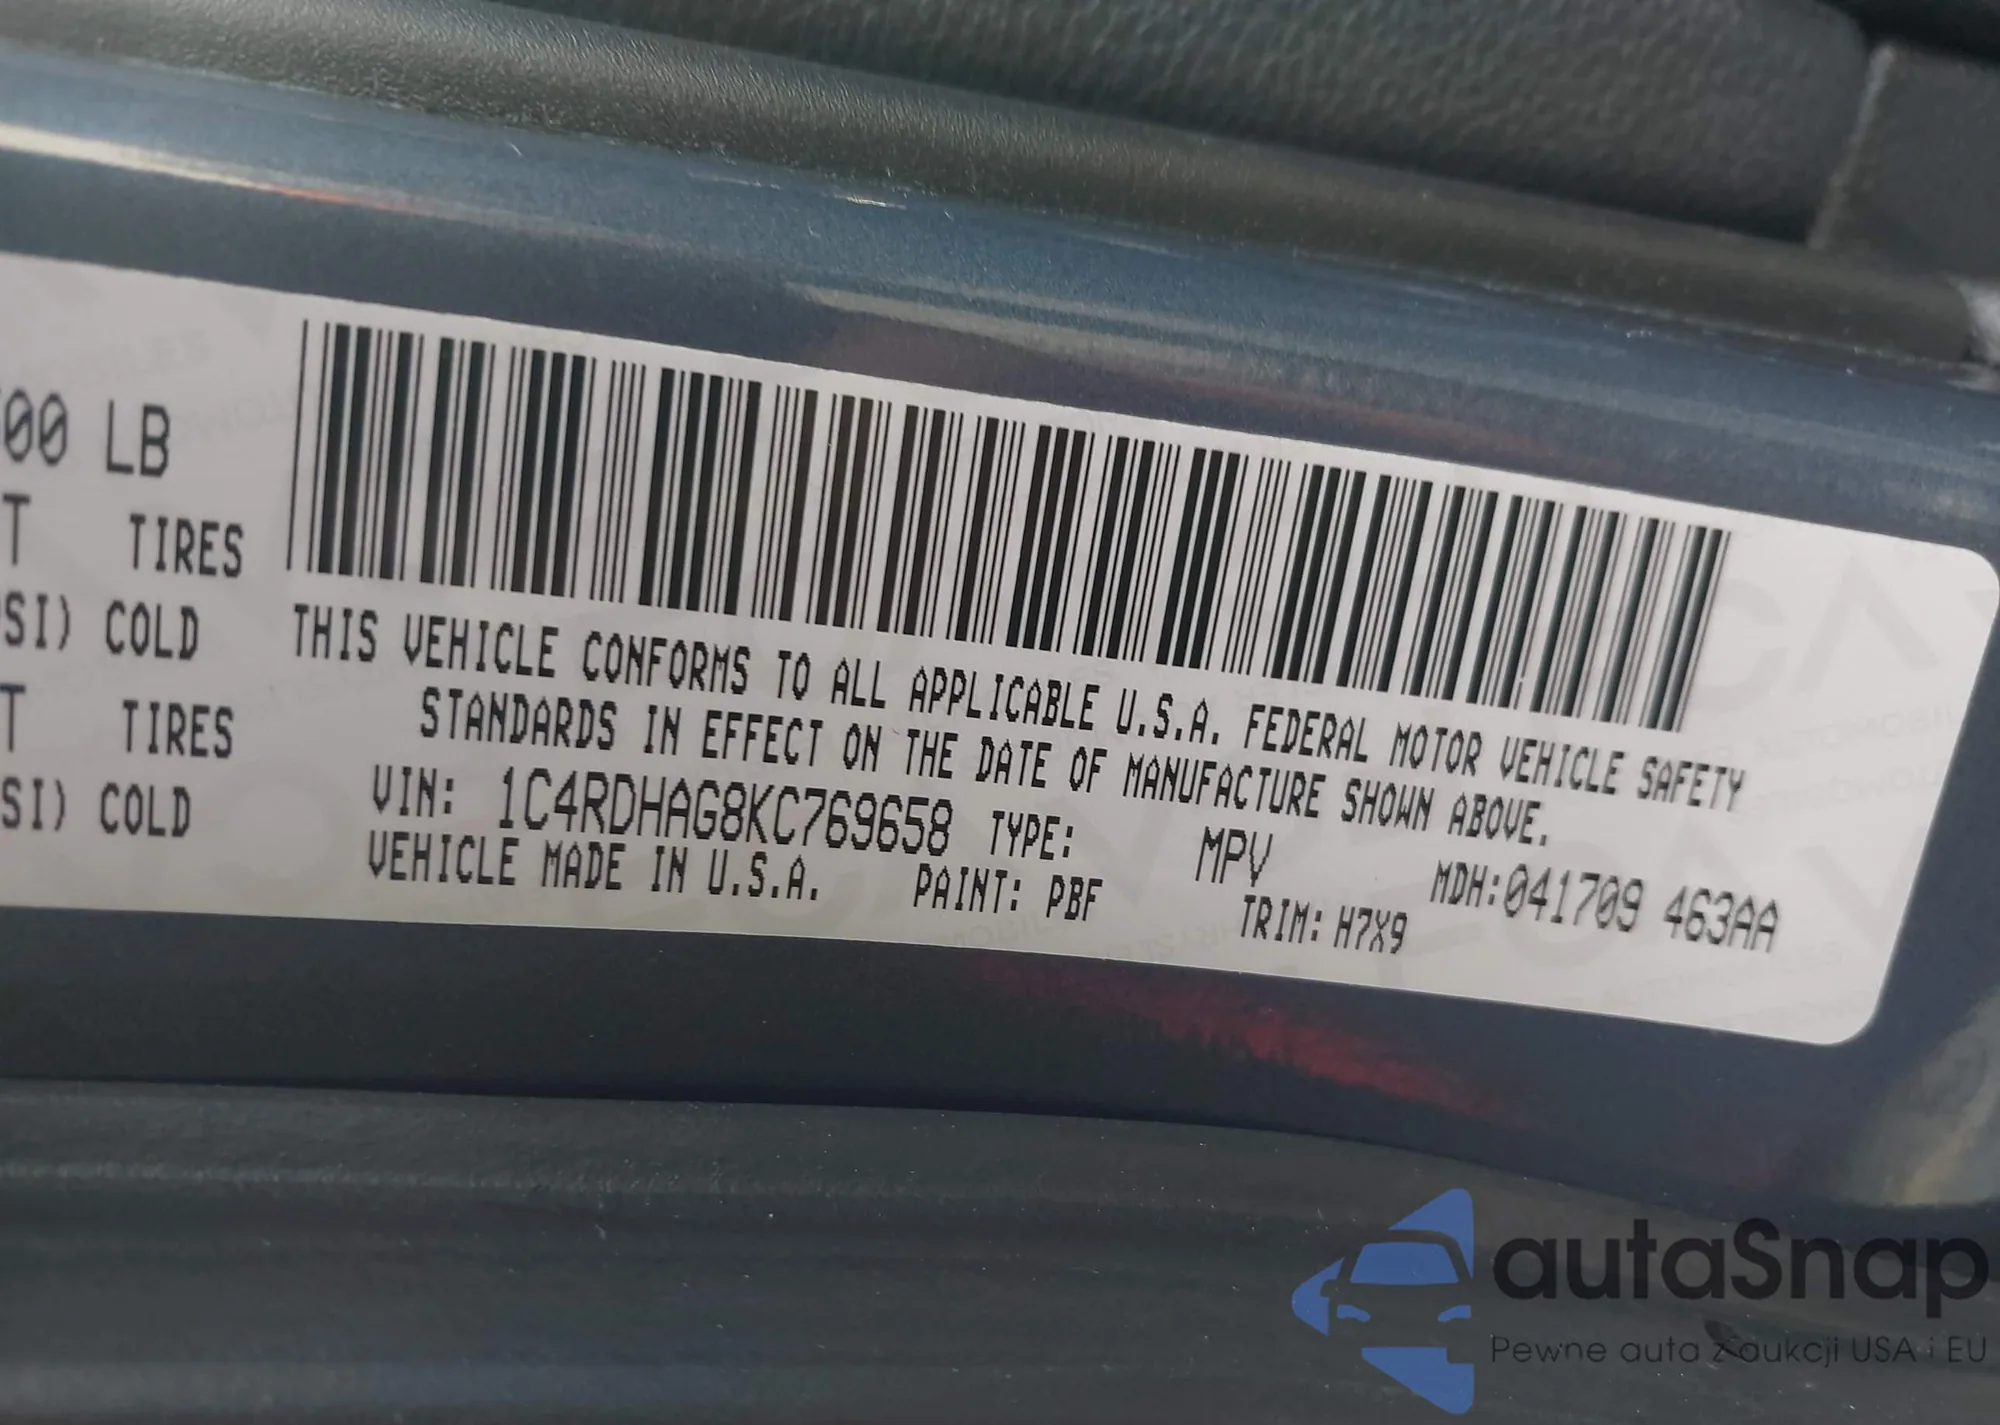 00 LB
T TIRES
SI) COLD
T TIRES
SI) COLD
THIS VEHICLE CONFORMS TO ALL APPLICABLE U.S.A. FEDERAL MOTOR VEHICLE SAFETY
STANDARDS IN EFFECT ON THE DATE OF MANUFACTURE SHOWN ABOVE.
VIN: 1C4RDHAG8KC769658 TYPE: MPV MDH:041709 463AA
VEHICLE MADE IN U.S.A. PAINT: PBF TRIM: H7X9
autaSnap
Pewne auta z aukcji USA i EU